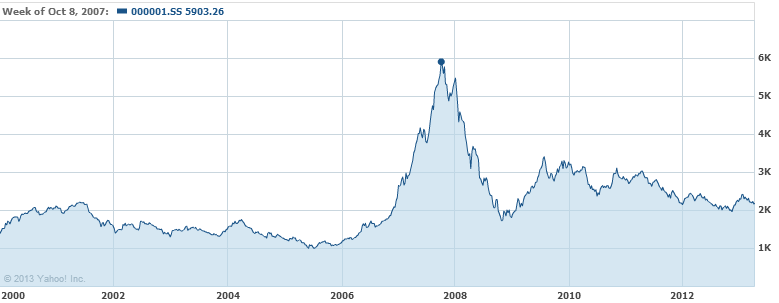 Week of Oct 8, 2007: 000001.SS 5903.26
6K
5K
4K
3K
2K
1K
© 2013 Yahoo! Inc.
2000 2002 2004 2006 2008 2010 2012